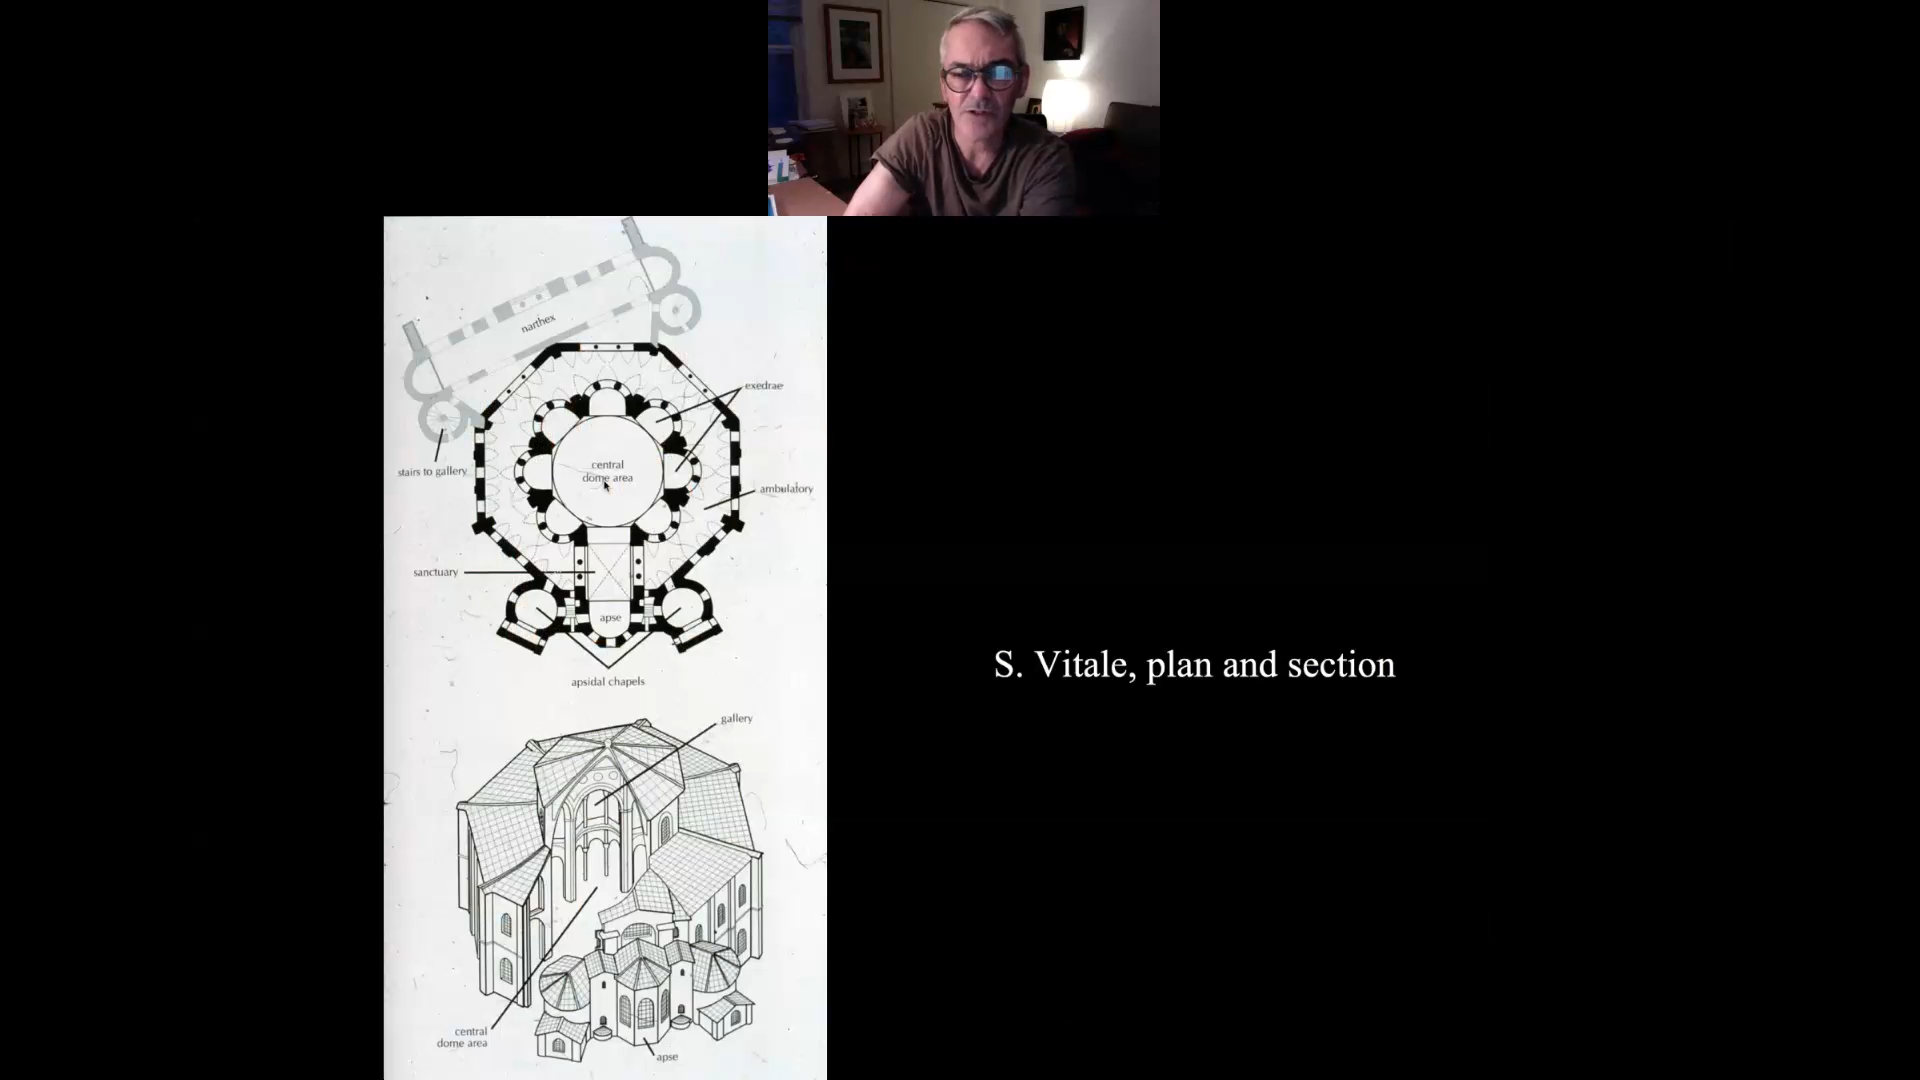 narthex
exedrae
stairs to gallery
central
dome area
ambulatory
sanctuary
apse
apsidal chapels
S. Vitale, plan and section
gallery
central
dome area
apse